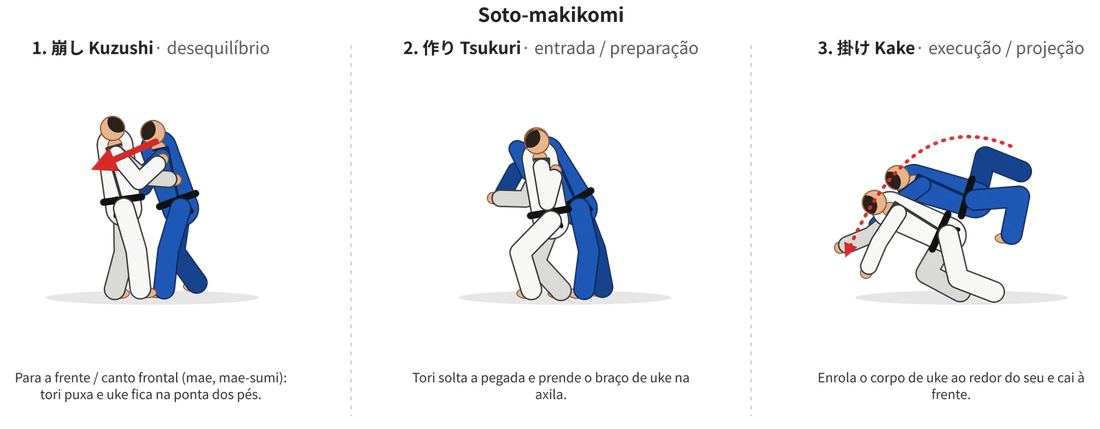 Soto-makikomi
1. 崩し Kuzushi · desequilíbrio
2. 作り Tsukuri · entrada / preparação
3. 掛け Kake · execução / projeção
Para a frente / canto frontal (mae, mae-sumi):
tori puxa e uke fica na ponta dos pés.
Tori solta a pegada e prende o braço de uke na
axila.
Enrola o corpo de uke ao redor do seu e cai à
frente.